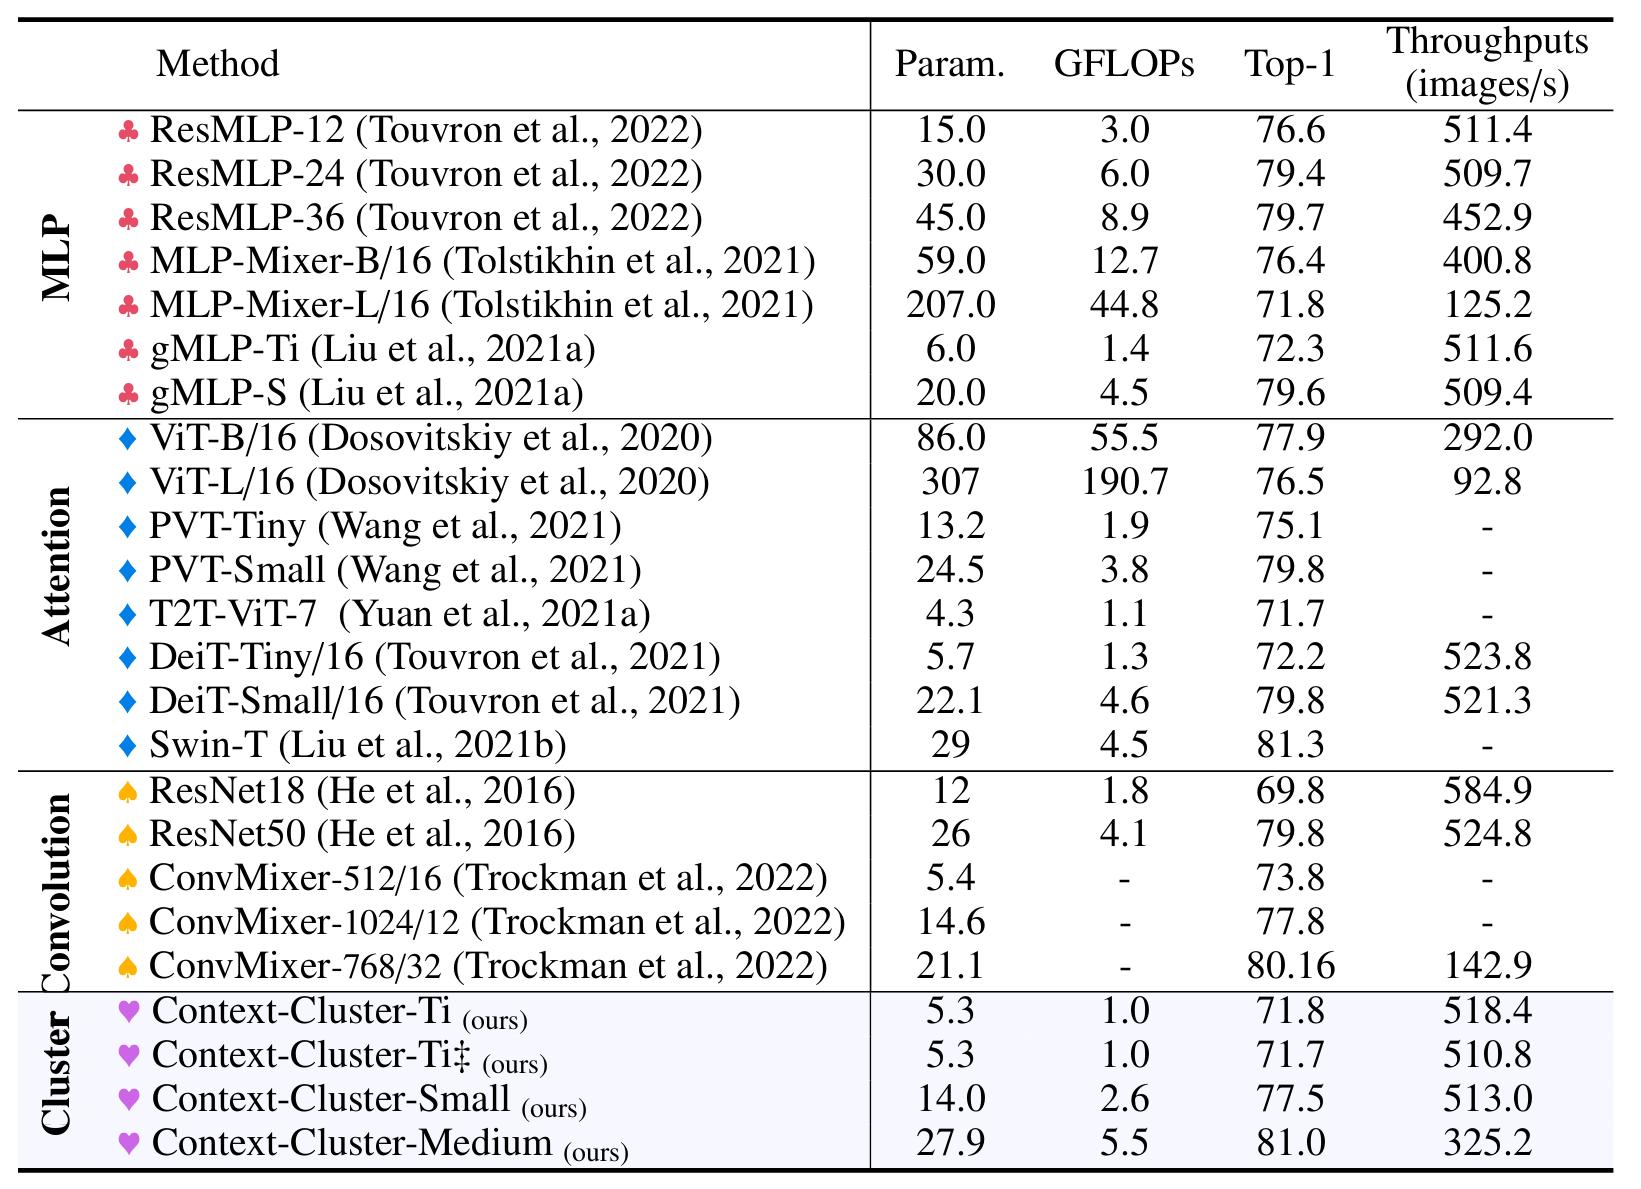 Method Param. GFLOPs Top-1 Throughputs (images/s)
MLP
♣ ResMLP-12 (Touvron et al., 2022) 15.0 3.0 76.6 511.4
♣ ResMLP-24 (Touvron et al., 2022) 30.0 6.0 79.4 509.7
♣ ResMLP-36 (Touvron et al., 2022) 45.0 8.9 79.7 452.9
♣ MLP-Mixer-B/16 (Tolstikhin et al., 2021) 59.0 12.7 76.4 400.8
♣ MLP-Mixer-L/16 (Tolstikhin et al., 2021) 207.0 44.8 71.8 125.2
♣ gMLP-Ti (Liu et al., 2021a) 6.0 1.4 72.3 511.6
♣ gMLP-S (Liu et al., 2021a) 20.0 4.5 79.6 509.4
Attention
♦ ViT-B/16 (Dosovitskiy et al., 2020) 86.0 55.5 77.9 292.0
♦ ViT-L/16 (Dosovitskiy et al., 2020) 307 190.7 76.5 92.8
♦ PVT-Tiny (Wang et al., 2021) 13.2 1.9 75.1 -
♦ PVT-Small (Wang et al., 2021) 24.5 3.8 79.8 -
♦ T2T-ViT-7 (Yuan et al., 2021a) 4.3 1.1 71.7 -
♦ DeiT-Tiny/16 (Touvron et al., 2021) 5.7 1.3 72.2 523.8
♦ DeiT-Small/16 (Touvron et al., 2021) 22.1 4.6 79.8 521.3
♦ Swin-T (Liu et al., 2021b) 29 4.5 81.3 -
Convolution
♠ ResNet18 (He et al., 2016) 12 1.8 69.8 584.9
♠ ResNet50 (He et al., 2016) 26 4.1 79.8 524.8
♠ ConvMixer-512/16 (Trockman et al., 2022) 5.4 - 73.8 -
♠ ConvMixer-1024/12 (Trockman et al., 2022) 14.6 - 77.8 -
♠ ConvMixer-768/32 (Trockman et al., 2022) 21.1 - 80.16 142.9
Cluster
♥ Context-Cluster-Ti (ours) 5.3 1.0 71.8 518.4
♥ Context-Cluster-Ti‡ (ours) 5.3 1.0 71.7 510.8
♥ Context-Cluster-Small (ours) 14.0 2.6 77.5 513.0
♥ Context-Cluster-Medium (ours) 27.9 5.5 81.0 325.2